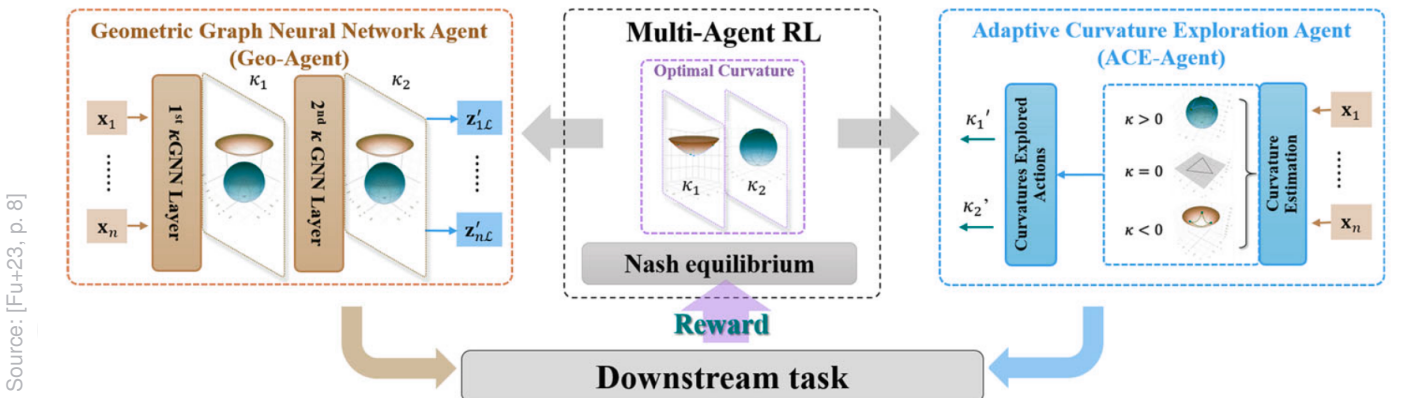 Geometric Graph Neural Network Agent
(Geo-Agent)
x₁
xₙ
1ˢᵗ κGNN Layer
κ₁
2ⁿᵈ κ GNN Layer
κ₂
z′₁ℒ
z′ₙℒ
Multi-Agent RL
Optimal Curvature
κ₁
κ₂
Nash equilibrium
Reward
Adaptive Curvature Exploration Agent
(ACE-Agent)
κ₁′
κ₂’
Curvatures Explored
Actions
κ > 0
κ = 0
κ < 0
Curvature
Estimation
x₁
xₙ
Downstream task
Source: [Fu+23, p. 8]